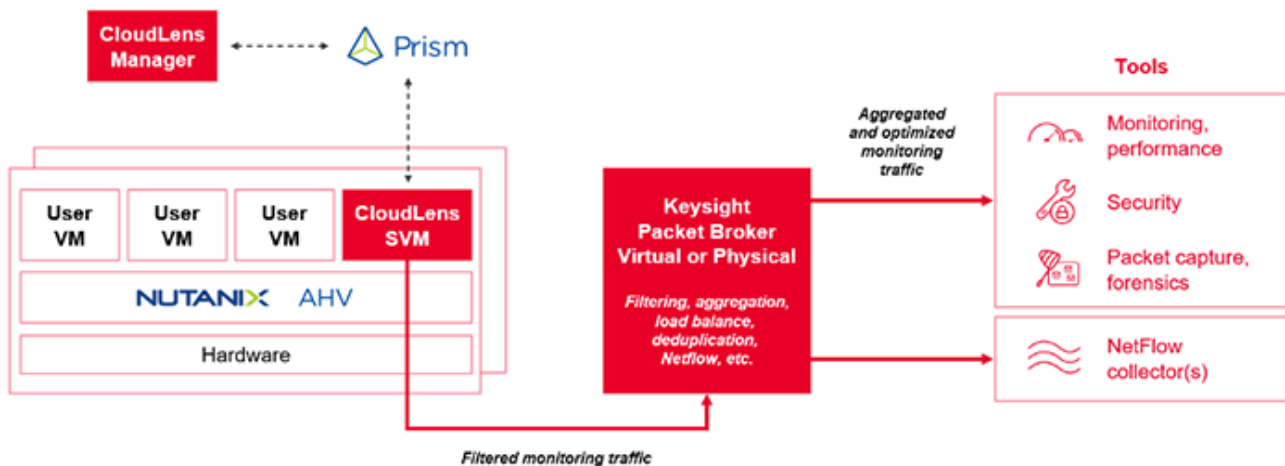 CloudLens
Manager
Prism
Tools
Aggregated
and optimized
monitoring
traffic
Monitoring,
performance
Security
Packet capture,
forensics
NetFlow
collector(s)
User
VM
User
VM
User
VM
CloudLens
SVM
NUTANIX AHV
Hardware
Keysight
Packet Broker
Virtual or Physical
Filtering, aggregation,
load balance,
deduplication,
Netflow, etc.
Filtered monitoring traffic